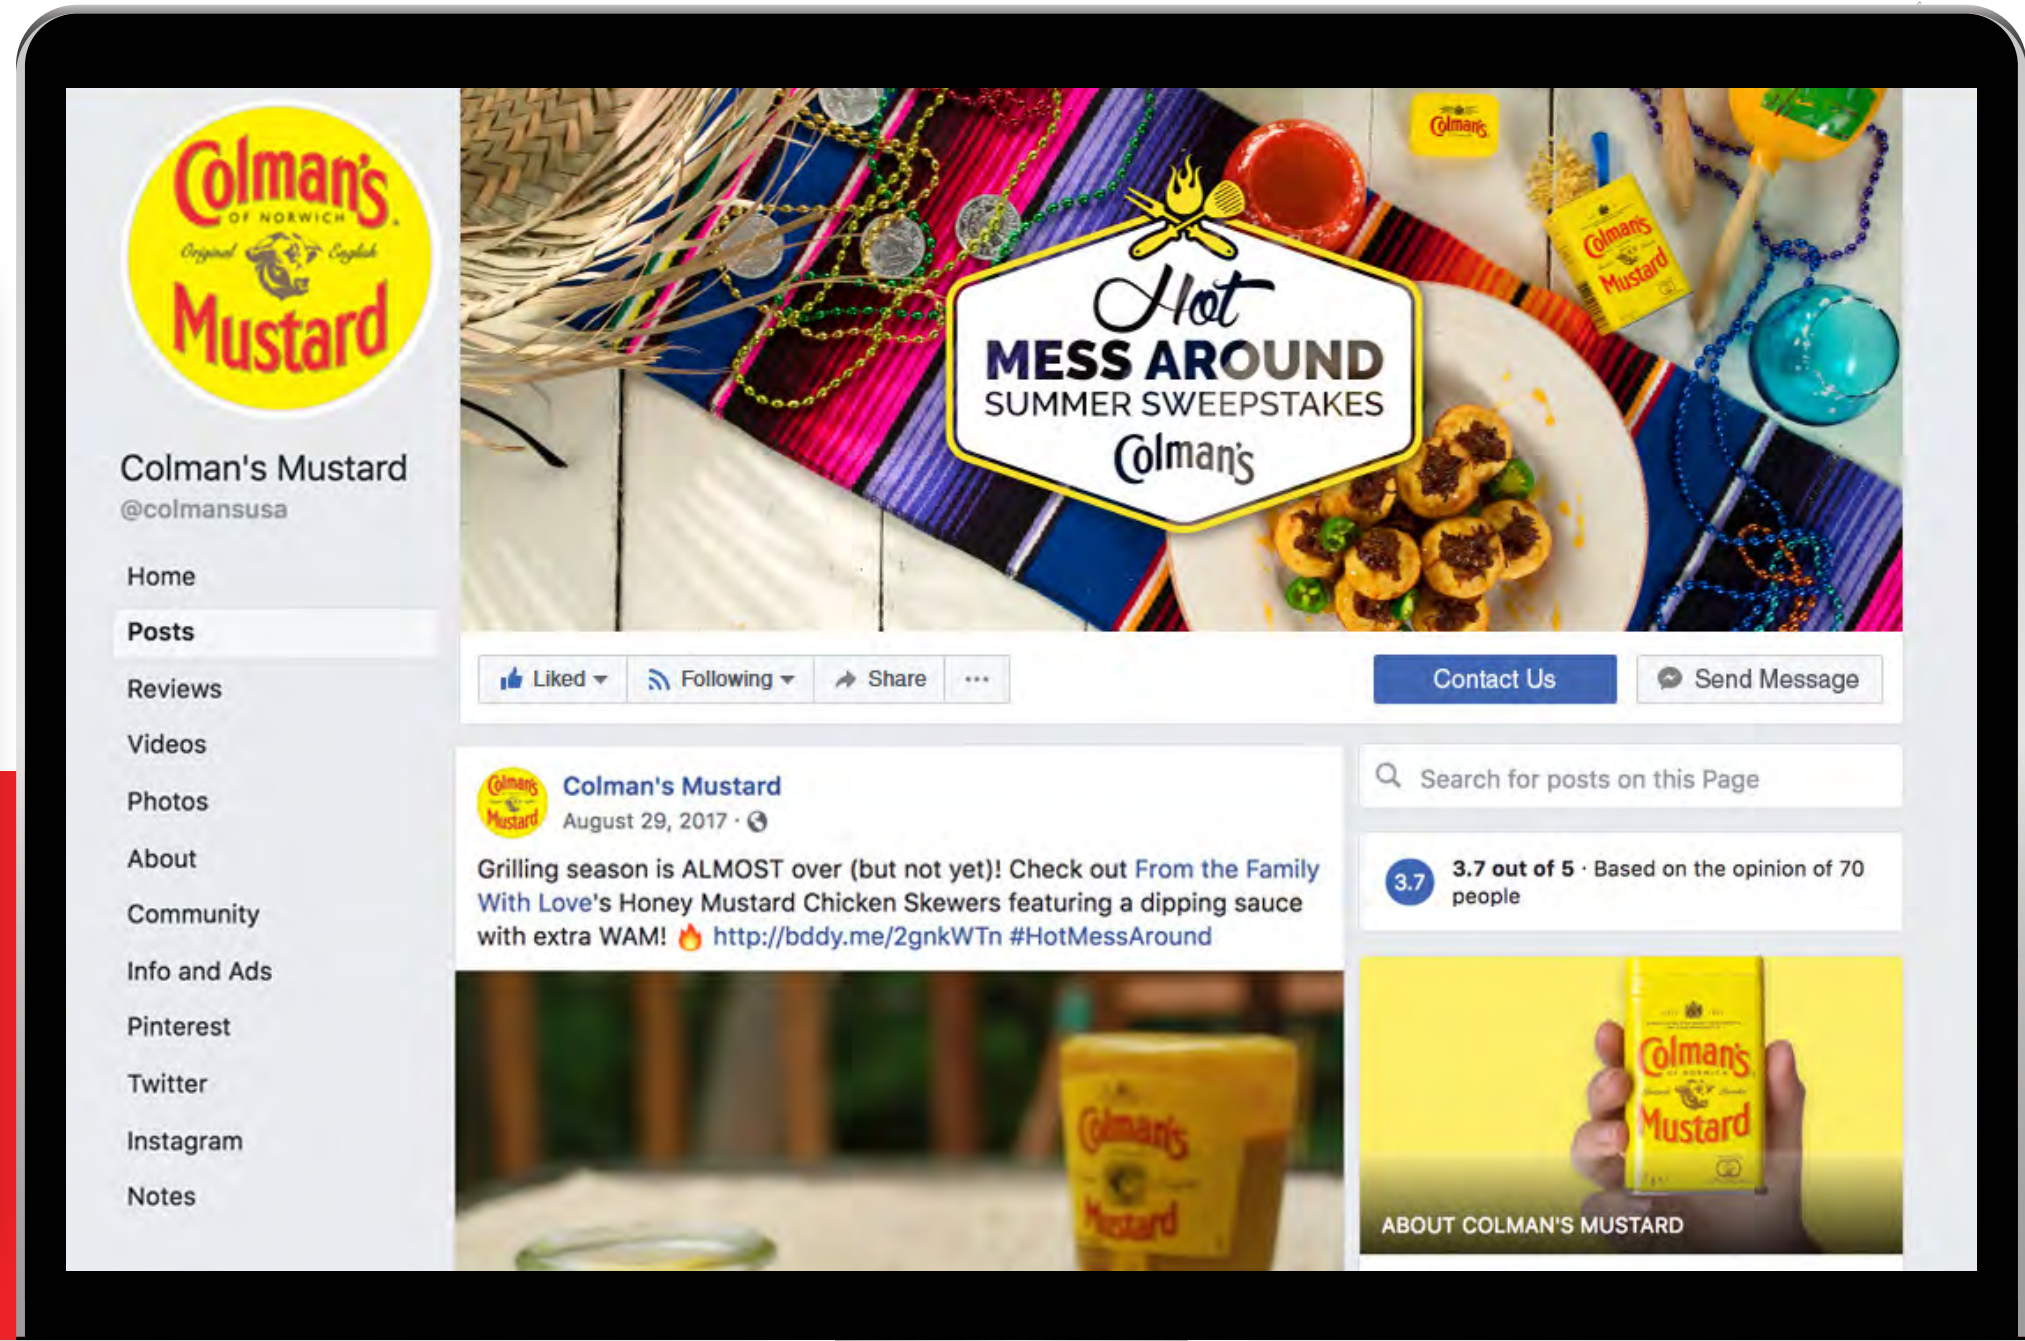 Colman's
OF NORWICH
Original English
Mustard
Colman's Mustard
@colmansusa
Home
Posts
Reviews
Videos
Photos
About
Community
Info and Ads
Pinterest
Twitter
Instagram
Notes
Colman's
Colman's
Mustard
Hot
MESS AROUND
SUMMER SWEEPSTAKES
Colman's
Liked
Following
Share
...
Contact Us
Send Message
Colman's
Mustard
Colman's Mustard
August 29, 2017 ·
Grilling season is ALMOST over (but not yet)! Check out From the Family
With Love's Honey Mustard Chicken Skewers featuring a dipping sauce
with extra WAM! 🔥 http://bddy.me/2gnkWTn #HotMessAround
Colman's
Mustard
Search for posts on this Page
3.7
3.7 out of 5 · Based on the opinion of 70
people
Colman's
OF NORWICH
Mustard
ABOUT COLMAN'S MUSTARD